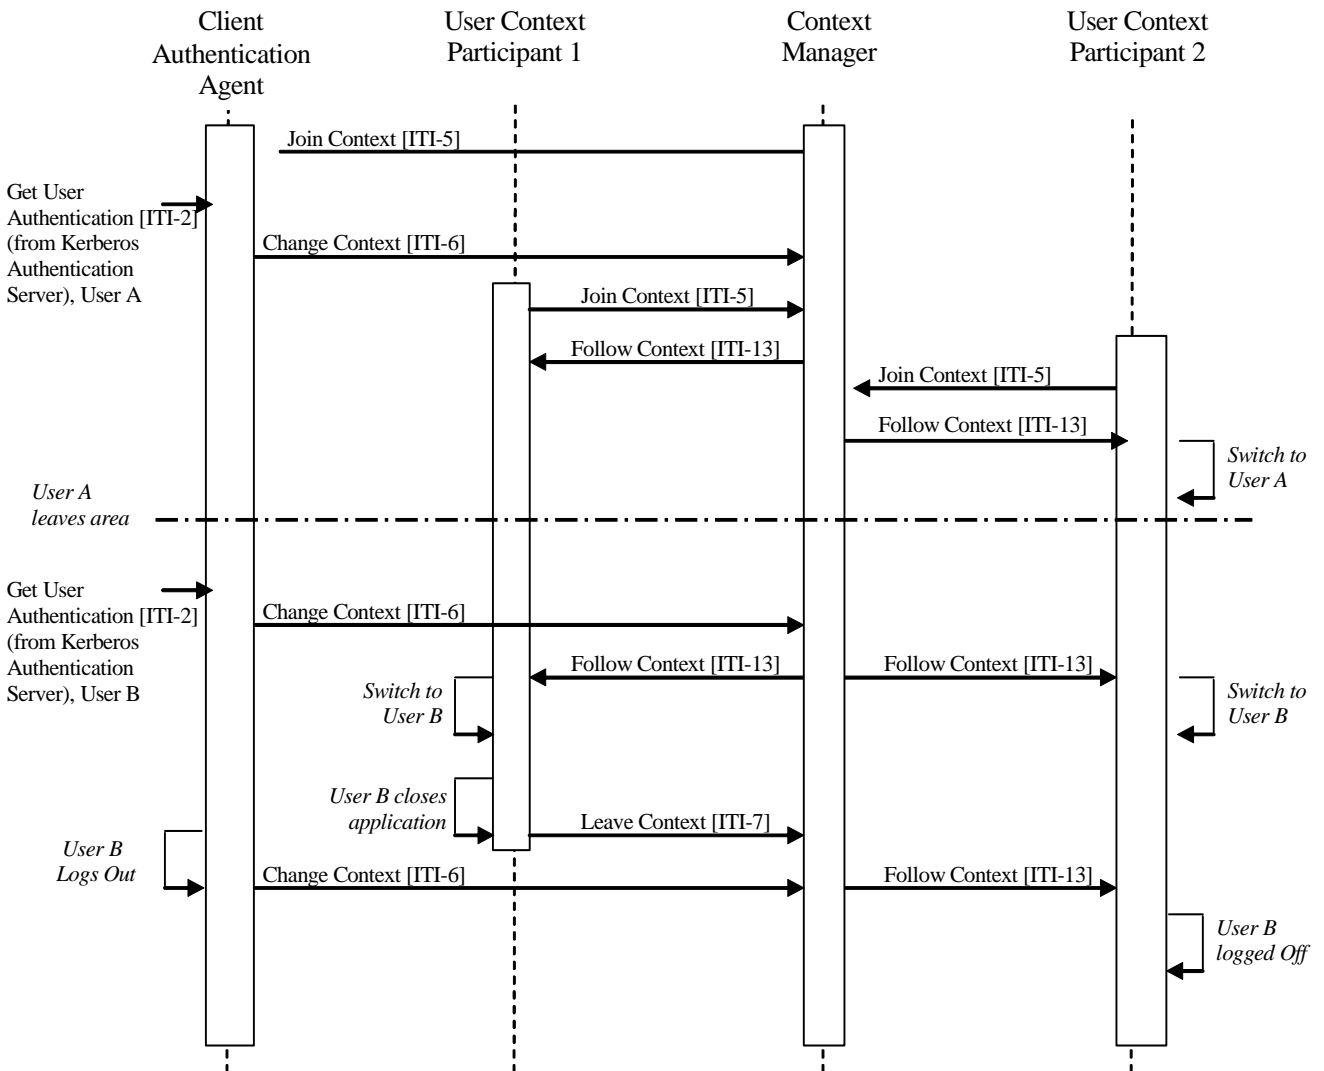 Client
Authentication
Agent
User Context
Participant 1
Context
Manager
User Context
Participant 2
Join Context [ITI-5]
Get User
Authentication [ITI-2]
(from Kerberos
Authentication
Server), User A
Change Context [ITI-6]
Join Context [ITI-5]
Follow Context [ITI-13]
Join Context [ITI-5]
Follow Context [ITI-13]
Switch to
User A
User A
leaves area
Get User
Authentication [ITI-2]
(from Kerberos
Authentication
Server), User B
Change Context [ITI-6]
Follow Context [ITI-13]
Follow Context [ITI-13]
Switch to
User B
Switch to
User B
User B closes
application
Leave Context [ITI-7]
User B
Logs Out
Change Context [ITI-6]
Follow Context [ITI-13]
User B
logged Off